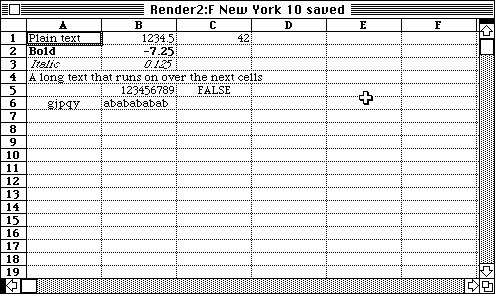 Render2:F New York 10 saved
A B C D E F
1 Plain text 1234.5 42
2 Bold -7.25
3 Italic 0.125
4 A long text that runs on over the next cells
5 123456789 FALSE
6 gjpqy ababababab
7
8
9
10
11
12
13
14
15
16
17
18
19